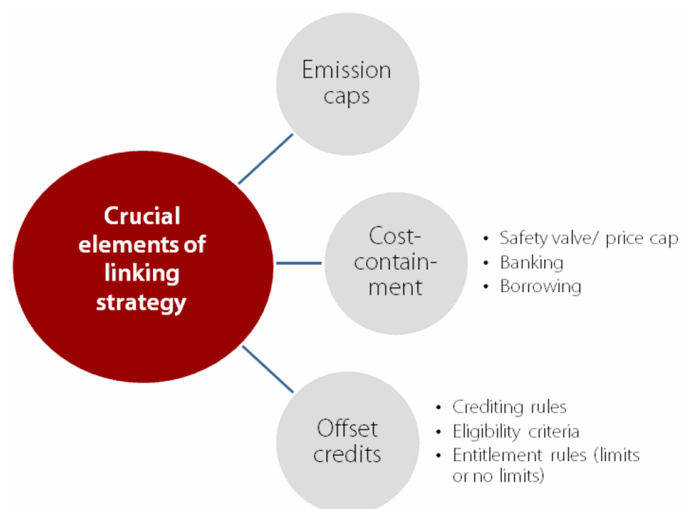 Emission
caps
Crucial
elements of
linking
strategy
Cost-
contain-
ment
• Safety valve/ price cap
• Banking
• Borrowing
Offset
credits
• Crediting rules
• Eligibility criteria
• Entitlement rules (limits
or no limits)